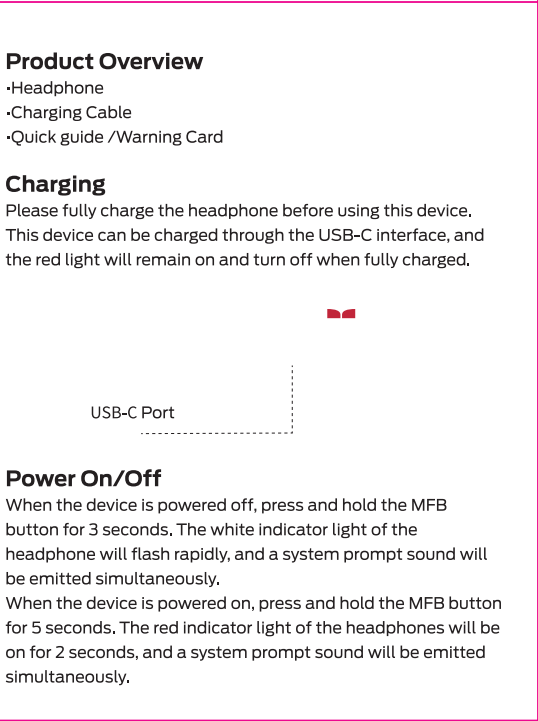 Product Overview
·Headphone
·Charging Cable
·Quick guide /Warning Card
Charging
Please fully charge the headphone before using this device.
This device can be charged through the USB-C interface, and
the red light will remain on and turn off when fully charged.
USB-C Port
Power On/Off
When the device is powered off, press and hold the MFB
button for 3 seconds. The white indicator light of the
headphone will flash rapidly, and a system prompt sound will
be emitted simultaneously.
When the device is powered on, press and hold the MFB button
for 5 seconds. The red indicator light of the headphones will be
on for 2 seconds, and a system prompt sound will be emitted
simultaneously.